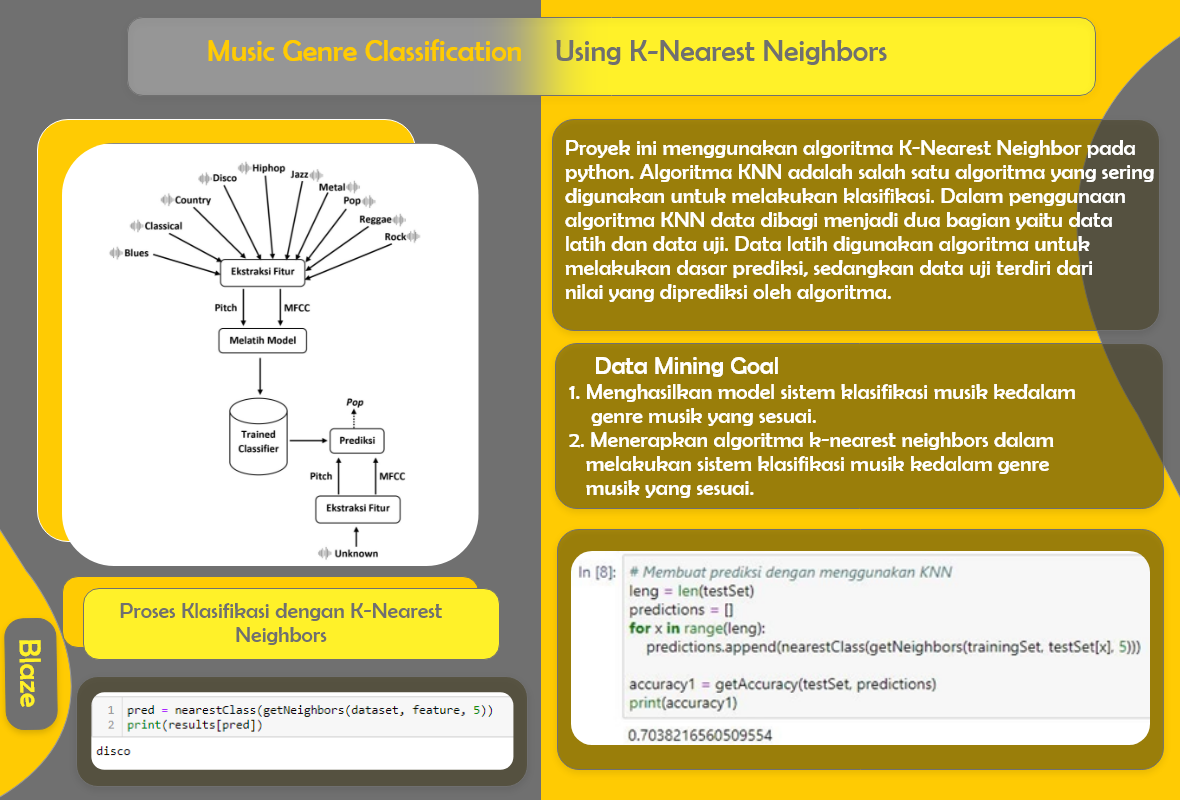 Music Genre Classification Using K-Nearest Neighbors
Hiphop
Disco
Jazz
Metal
Country
Pop
Classical
Reggae
Blues
Rock
Ekstraksi Fitur
Pitch
MFCC
Melatih Model
Trained
Classifier
Pop
Prediksi
Pitch
MFCC
Ekstraksi Fitur
Unknown
Proses Klasifikasi dengan K-Nearest
Neighbors
Blaze
1 pred = nearestClass(getNeighbors(dataset, feature, 5))
2 print(results[pred])
disco
Proyek ini menggunakan algoritma K-Nearest Neighbor pada
python. Algoritma KNN adalah salah satu algoritma yang sering
digunakan untuk melakukan klasifikasi. Dalam penggunaan
algoritma KNN data dibagi menjadi dua bagian yaitu data
latih dan data uji. Data latih digunakan algoritma untuk
melakukan dasar prediksi, sedangkan data uji terdiri dari
nilai yang diprediksi oleh algoritma.
Data Mining Goal
1. Menghasilkan model sistem klasifikasi musik kedalam
genre musik yang sesuai.
2. Menerapkan algoritma k-nearest neighbors dalam
melakukan sistem klasifikasi musik kedalam genre
musik yang sesuai.
In [8]: # Membuat prediksi dengan menggunakan KNN
leng = len(testSet)
predictions = []
for x in range(leng):
predictions.append(nearestClass(getNeighbors(trainingSet, testSet[x], 5)))
accuracy1 = getAccuracy(testSet, predictions)
print(accuracy1)
0.7038216560509554